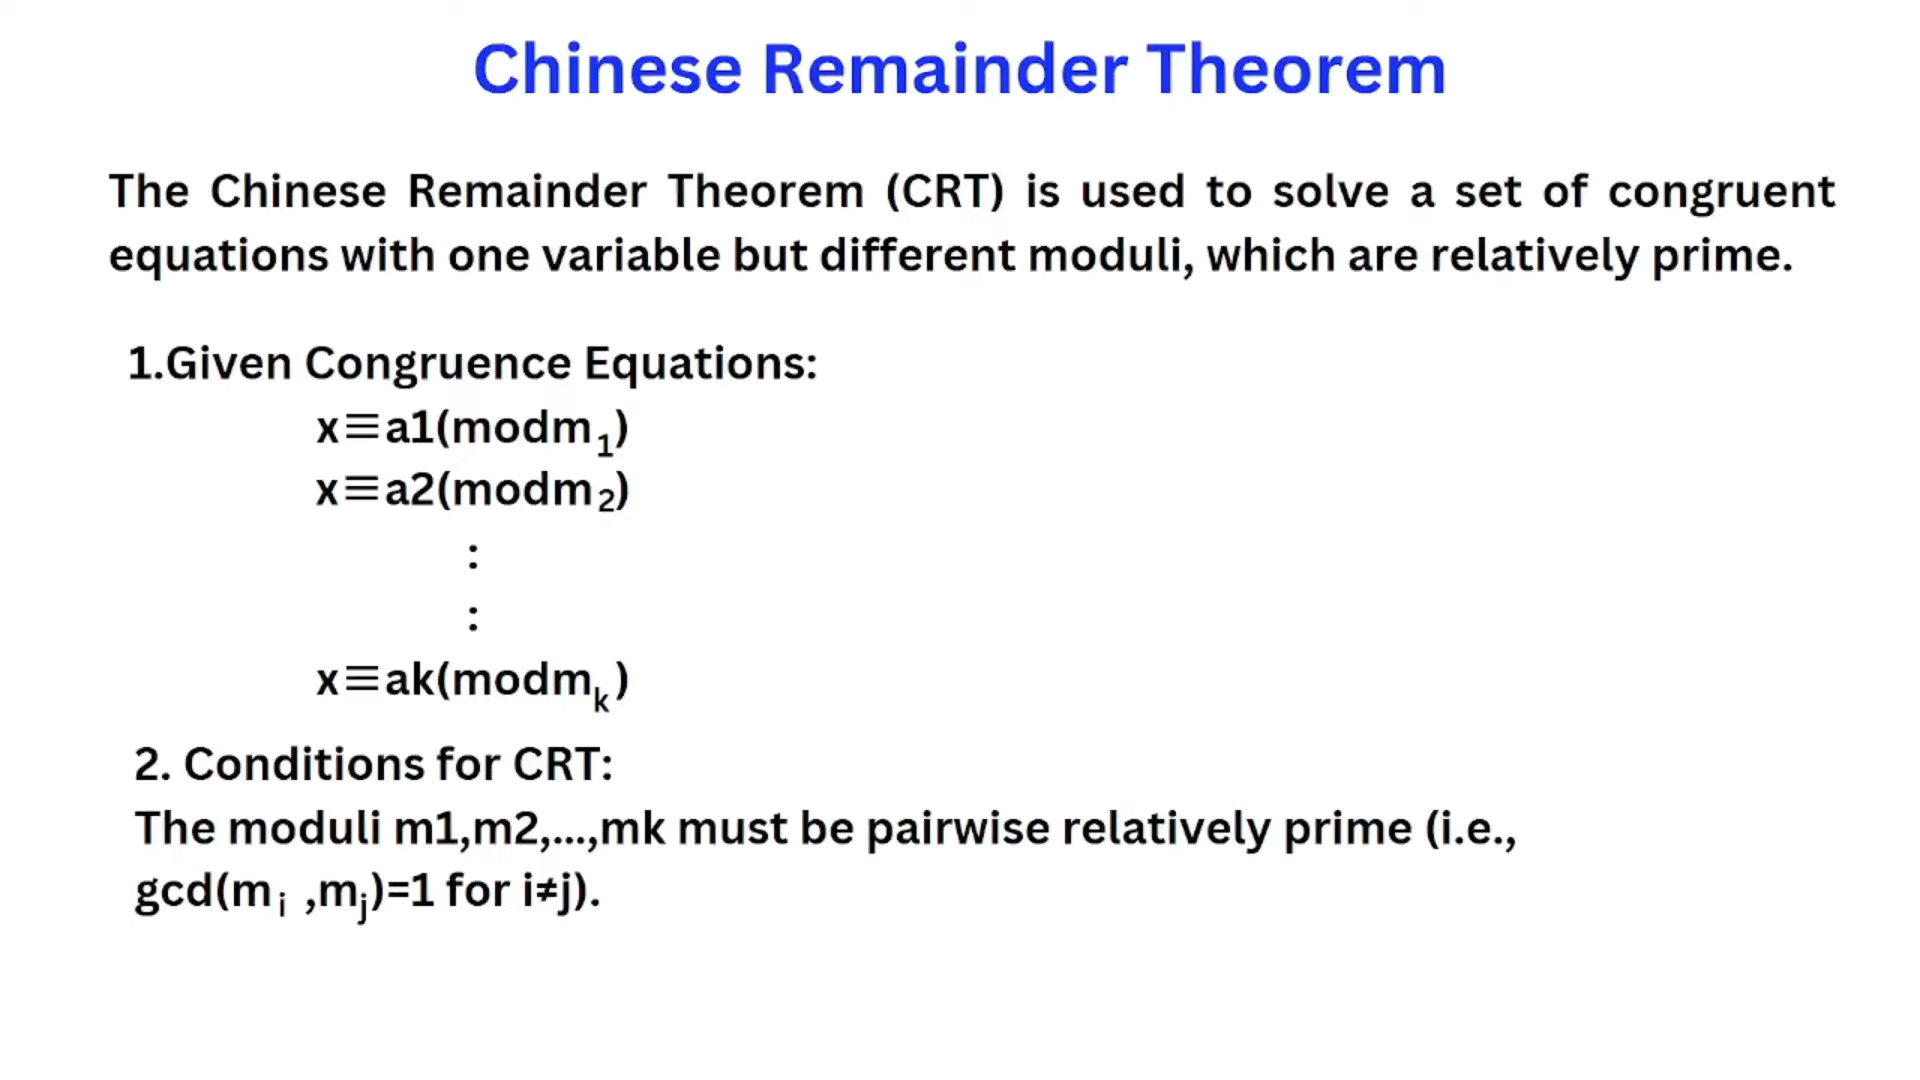 Chinese Remainder Theorem
The Chinese Remainder Theorem (CRT) is used to solve a set of congruent
equations with one variable but different moduli, which are relatively prime.
1.Given Congruence Equations:
x≡a1(modm₁)
x≡a2(modm₂)
:
:
x≡ak(modmₖ)
2. Conditions for CRT:
The moduli m1,m2,...,mk must be pairwise relatively prime (i.e.,
gcd(mᵢ ,mⱼ)=1 for i≠j).